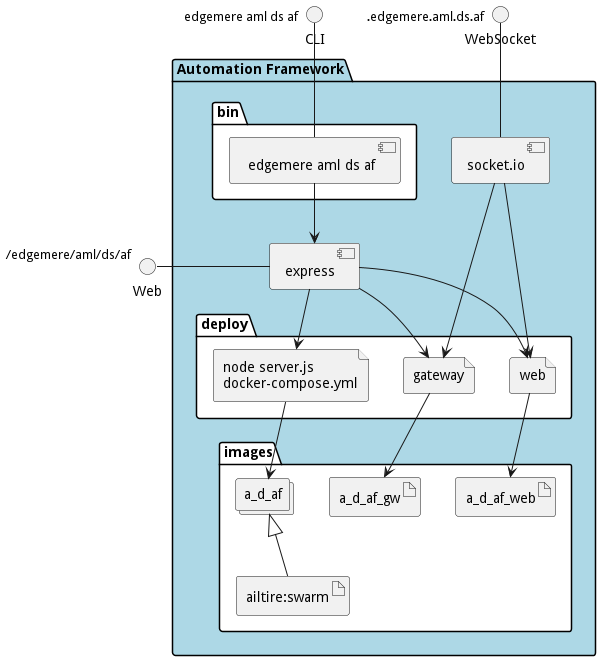 edgemere aml ds af
.edgemere.aml.ds.af
CLI
WebSocket
Automation Framework
bin
edgemere aml ds af
socket.io
/edgemere/aml/ds/af
express
Web
deploy
node server.js
docker-compose.yml
gateway
web
images
a_d_af
a_d_af_gw
a_d_af_web
ailtire:swarm